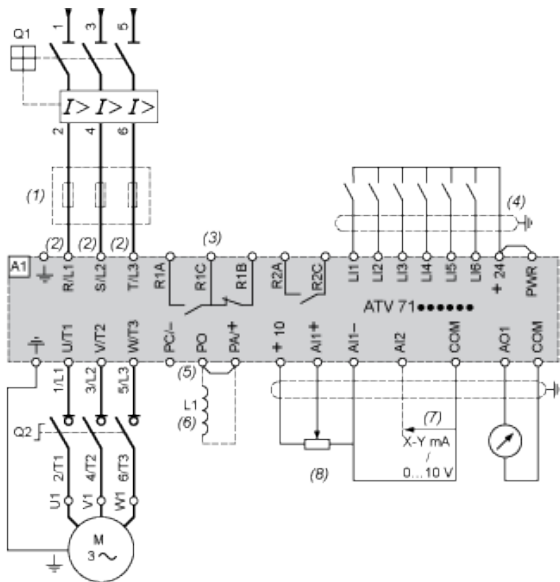 1 3 5
Q1
I> I> I>
2 4 6
(1)
(2) (2) (2) (3) (4)
A1
R/L1 S/L2 T/L3 R1A R1C R1B R2A R2C LI1 LI2 LI3 LI4 LI5 LI6 + 24 PWR
ATV 71••••••
U/T1 V/T2 W/T3 PC/– PO PA/+ + 10 AI1+ AI1– AI2 COM AO1 COM
(5)
1/L1 3/L2 5/L3
L1
(6)
(7)
X-Y mA
/
0...10 V
(8)
Q2
2/T1 4/T2 6/T3
U1 V1 W1
M
3 ~